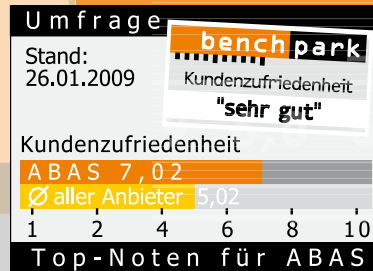 Umfrage
benchpark
Stand:
26.01.2009
Kundenzufriedenheit
"sehr gut"
Kundenzufriedenheit
ABAS 7,02
Ø aller Anbieter 5,02
1 2 4 6 8 10
Top-Noten für ABAS